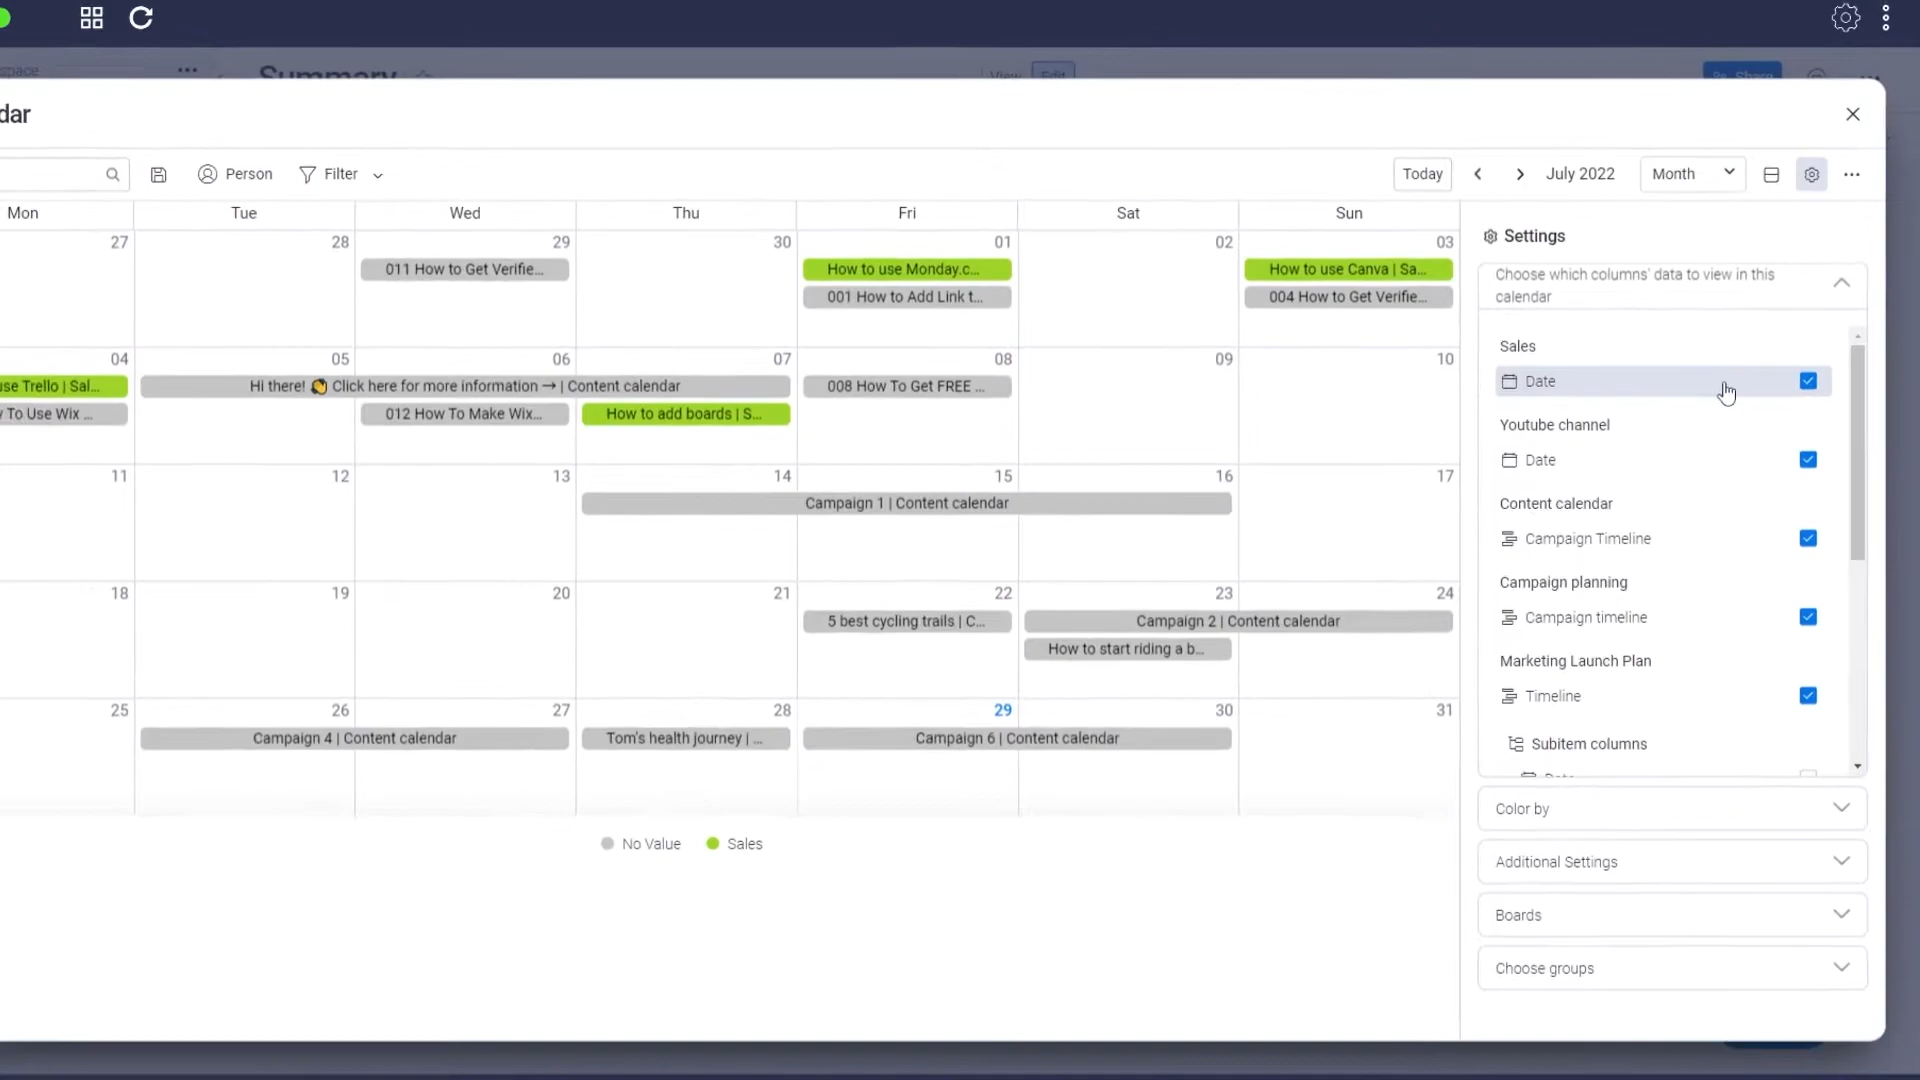 space
Summary
View
Edit
Share
dar
Person
Filter
Today
July 2022
Month
Mon
Tue
Wed
Thu
Fri
Sat
Sun
27
28
29
30
01
02
03
011 How to Get Verifie...
How to use Monday.c...
How to use Canva | Sa...
001 How to Add Link t...
004 How to Get Verifie...
04
05
06
07
08
09
10
use Trello | Sal...
Hi there! 👋 Click here for more information → | Content calendar
008 How To Get FREE ...
To Use Wix ...
012 How To Make Wix...
How to add boards | S...
11
12
13
14
15
16
17
Campaign 1 | Content calendar
18
19
20
21
22
23
24
5 best cycling trails | C...
Campaign 2 | Content calendar
How to start riding a b...
25
26
27
28
29
30
31
Campaign 4 | Content calendar
Tom's health journey | ...
Campaign 6 | Content calendar
No Value
Sales
Settings
Choose which columns' data to view in this
calendar
Sales
Date
Youtube channel
Date
Content calendar
Campaign Timeline
Campaign planning
Campaign timeline
Marketing Launch Plan
Timeline
Subitem columns
Date
Color by
Additional Settings
Boards
Choose groups